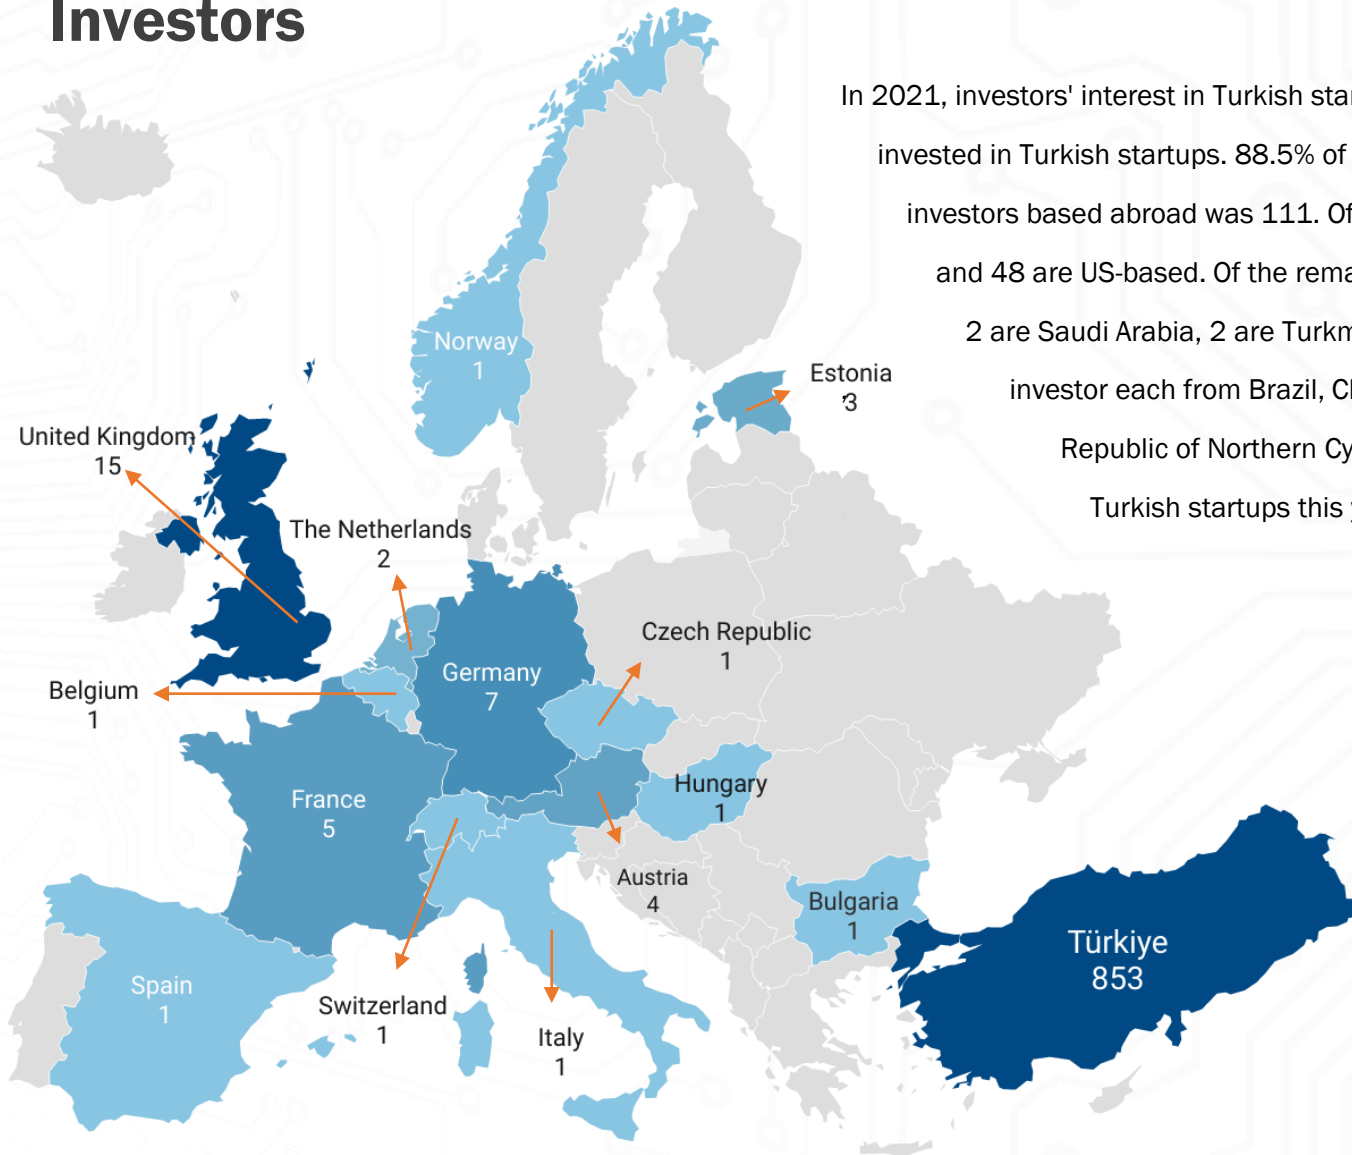 Investors
In 2021, investors' interest in Turkish
invested in Turkish startups. 88.5% of
investors based abroad was 111. Of
and 48 are US-based. Of the
2 are Saudi Arabia, 2 are
investor each from Brazil,
Republic of Northern
Turkish startups this
Norway
1
Estonia
3
United Kingdom
15
The Netherlands
2
Czech Republic
1
Germany
7
Belgium
1
France
5
Hungary
1
Austria
4
Bulgaria
1
Türkiye
853
Spain
1
Switzerland
1
Italy
1